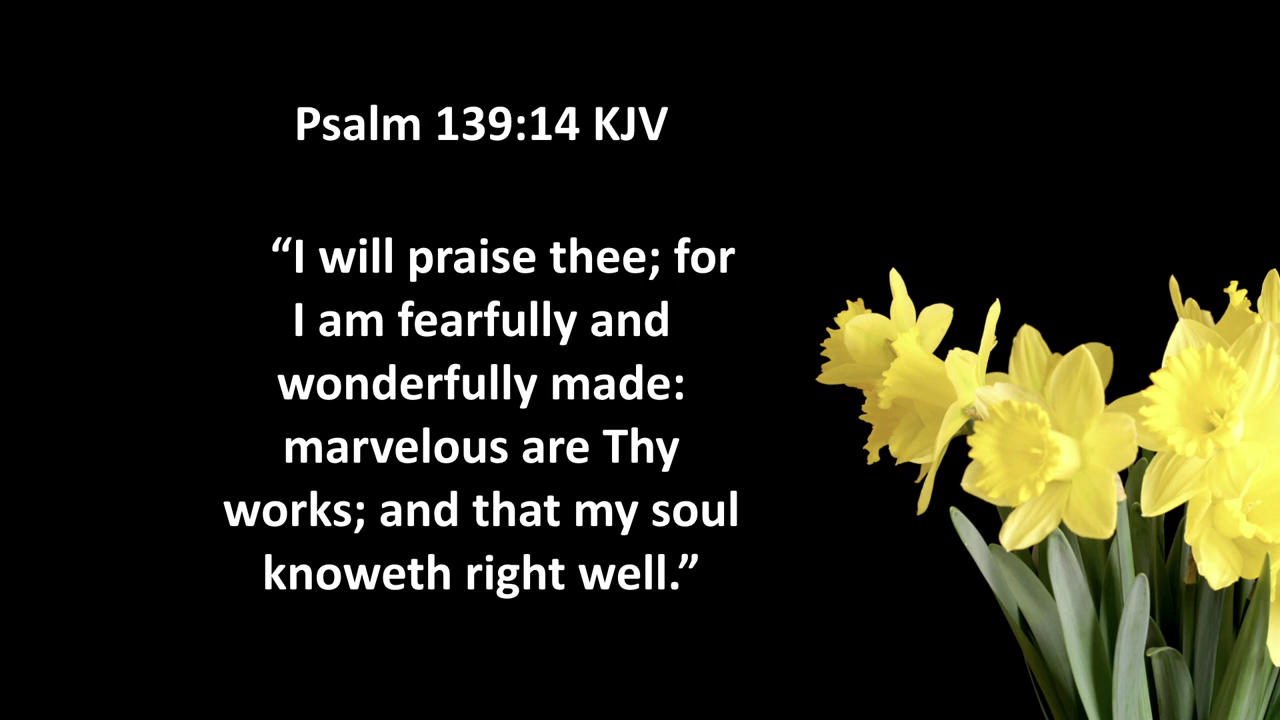 Psalm 139:14 KJV
“I will praise thee; for
I am fearfully and
wonderfully made:
marvelous are Thy
works; and that my soul
knoweth right well.”